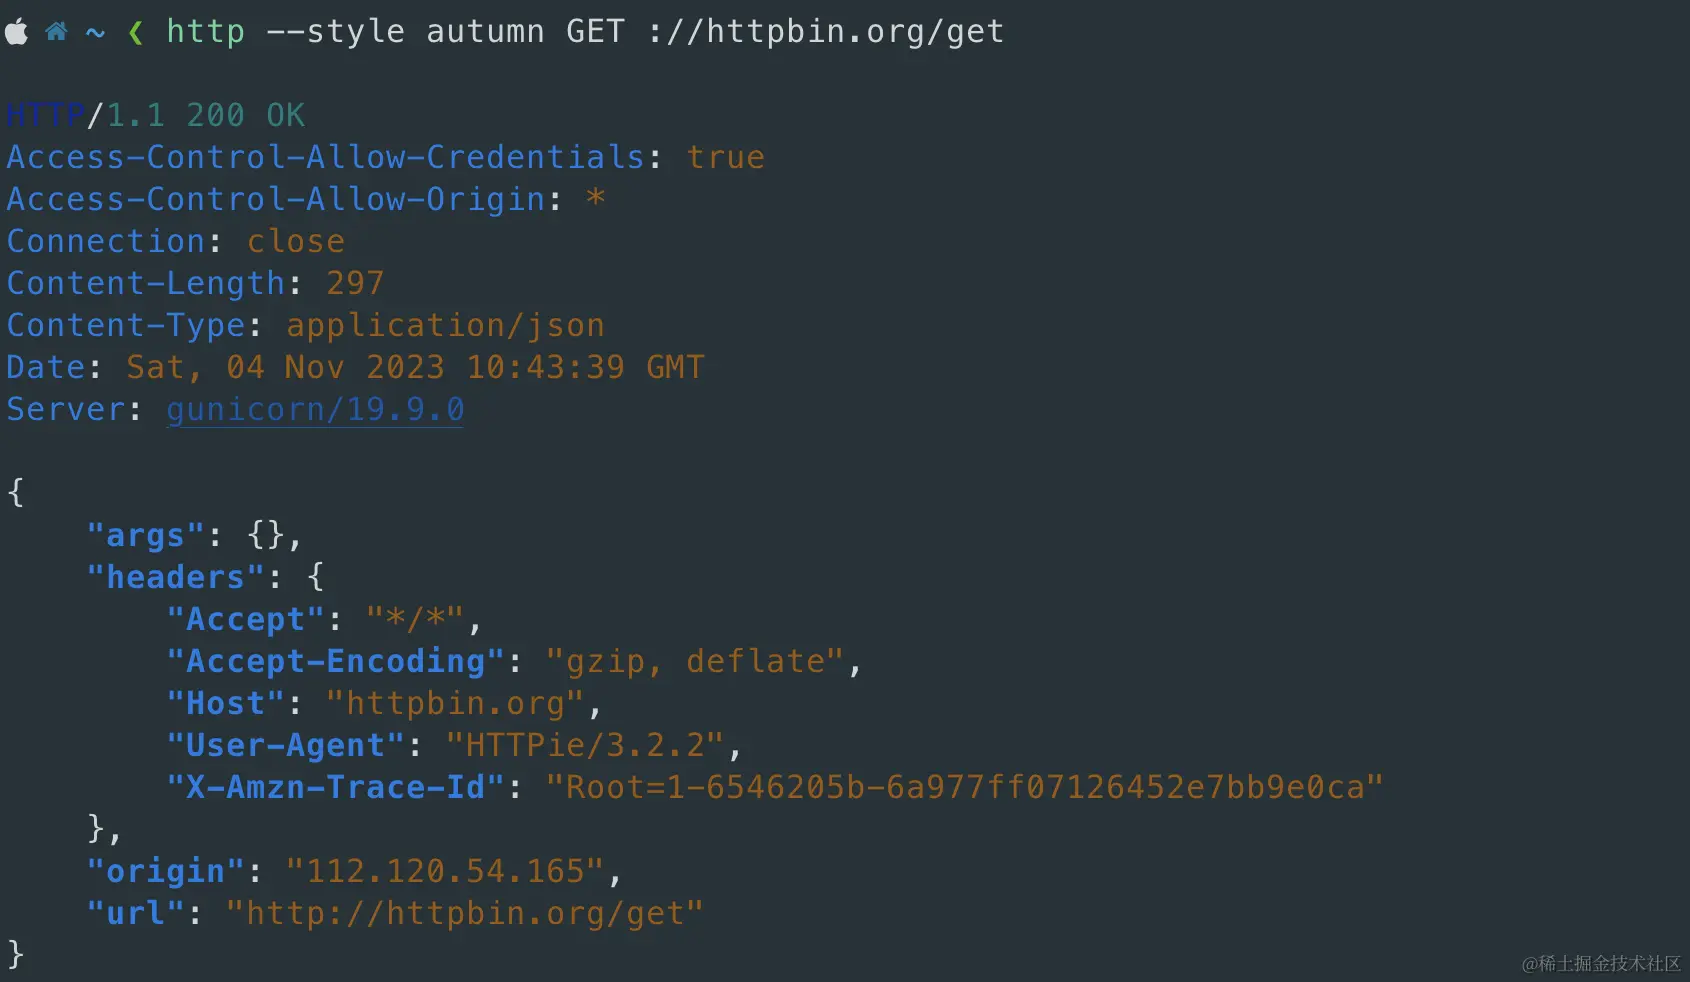 ~ ❮ http --style autumn GET ://httpbin.org/get
HTTP/1.1 200 OK
Access-Control-Allow-Credentials: true
Access-Control-Allow-Origin: *
Connection: close
Content-Length: 297
Content-Type: application/json
Date: Sat, 04 Nov 2023 10:43:39 GMT
Server: gunicorn/19.9.0
{
    "args": {},
    "headers": {
        "Accept": "*/*",
        "Accept-Encoding": "gzip, deflate",
        "Host": "httpbin.org",
        "User-Agent": "HTTPie/3.2.2",
        "X-Amzn-Trace-Id": "Root=1-6546205b-6a977ff07126452e7bb9e0ca"
    },
    "origin": "112.120.54.165",
    "url": "http://httpbin.org/get"
}
@稀土掘金技术社区